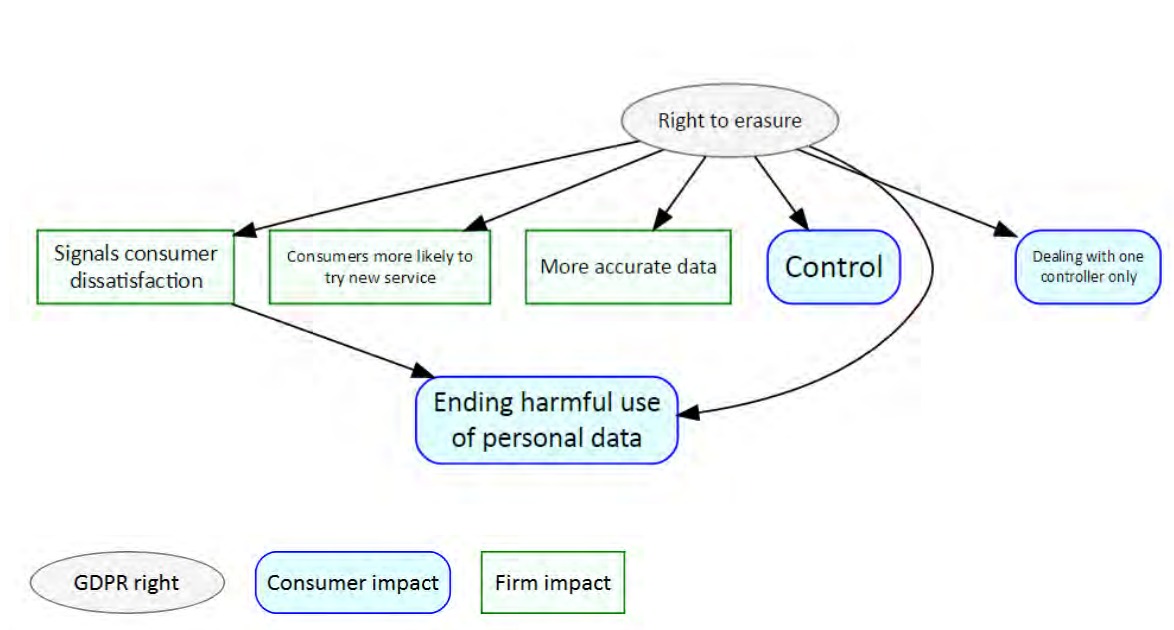 Right to erasure
Signals consumer
dissatisfaction
Consumers more likely to
try new service
More accurate data
Control
Dealing with one
controller only
Ending harmful use
of personal data
GDPR right
Consumer impact
Firm impact